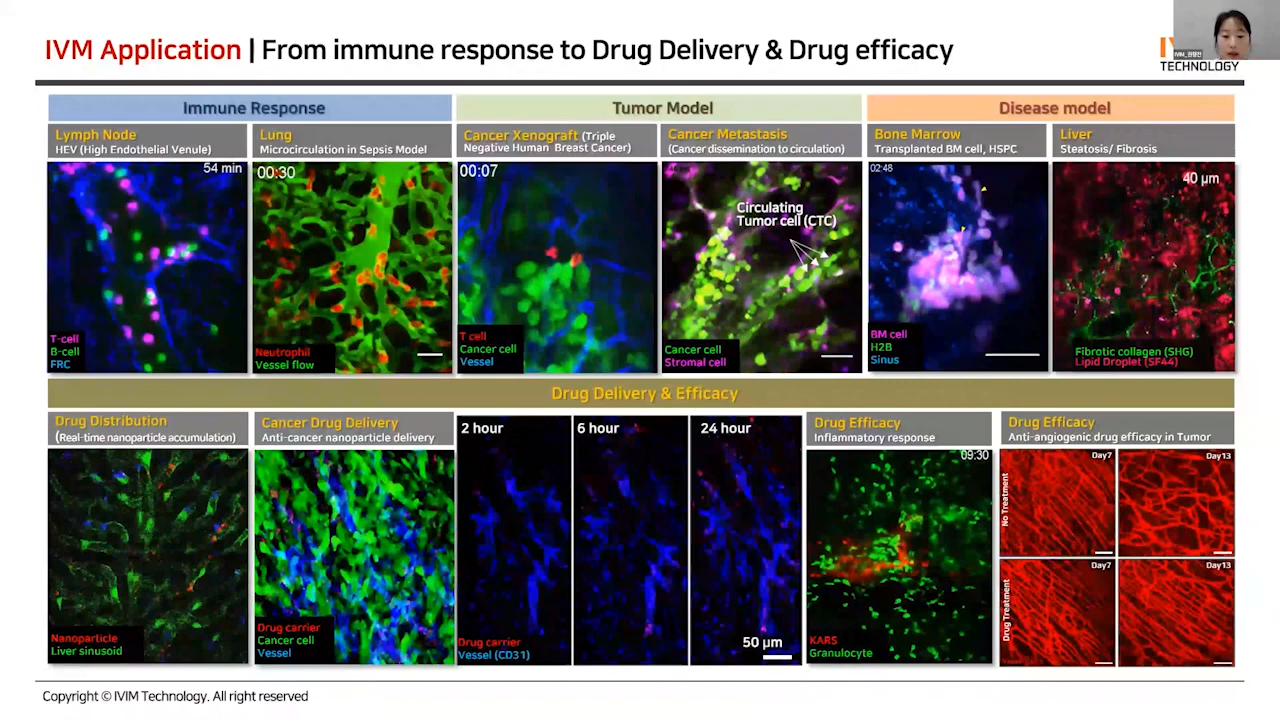 IVM Application | From immune response to Drug Delivery & Drug efficacy
TECHNOLOGY
Immune Response
Tumor Model
Disease model
Lymph Node
HEV (High Endothelial Venule)
Lung
Microcirculation in Sepsis Model
Cancer Xenograft (Triple
Negative Human Breast Cancer)
Cancer Metastasis
(Cancer dissemination to circulation)
Bone Marrow
Transplanted BM cell, HSPC
Liver
Steatosis/ Fibrosis
54 min
T-cell
B-cell
FRC
00:30
Neutrophil
Vessel flow
00:07
T cell
Cancer cell
Vessel
Circulating
Tumor cell (CTC)
Cancer cell
Stromal cell
02:48
BM cell
H2B
Sinus
40 µm
Fibrotic collagen (SHG)
Lipid Droplet (SF44)
Drug Delivery & Efficacy
Drug Distribution
(Real-time nanoparticle accumulation)
Nanoparticle
Liver sinusoid
Cancer Drug Delivery
Anti-cancer nanoparticle delivery
Drug carrier
Cancer cell
Vessel
2 hour
6 hour
24 hour
Drug carrier
Vessel (CD31)
50 µm
Drug Efficacy
Inflammatory response
09:30
KARS
Granulocyte
Drug Efficacy
Anti-angiogenic drug efficacy in Tumor
No Treatment
Day7
Day13
Drug Treatment
Day7
Day13
Copyright © IVIM Technology. All right reserved